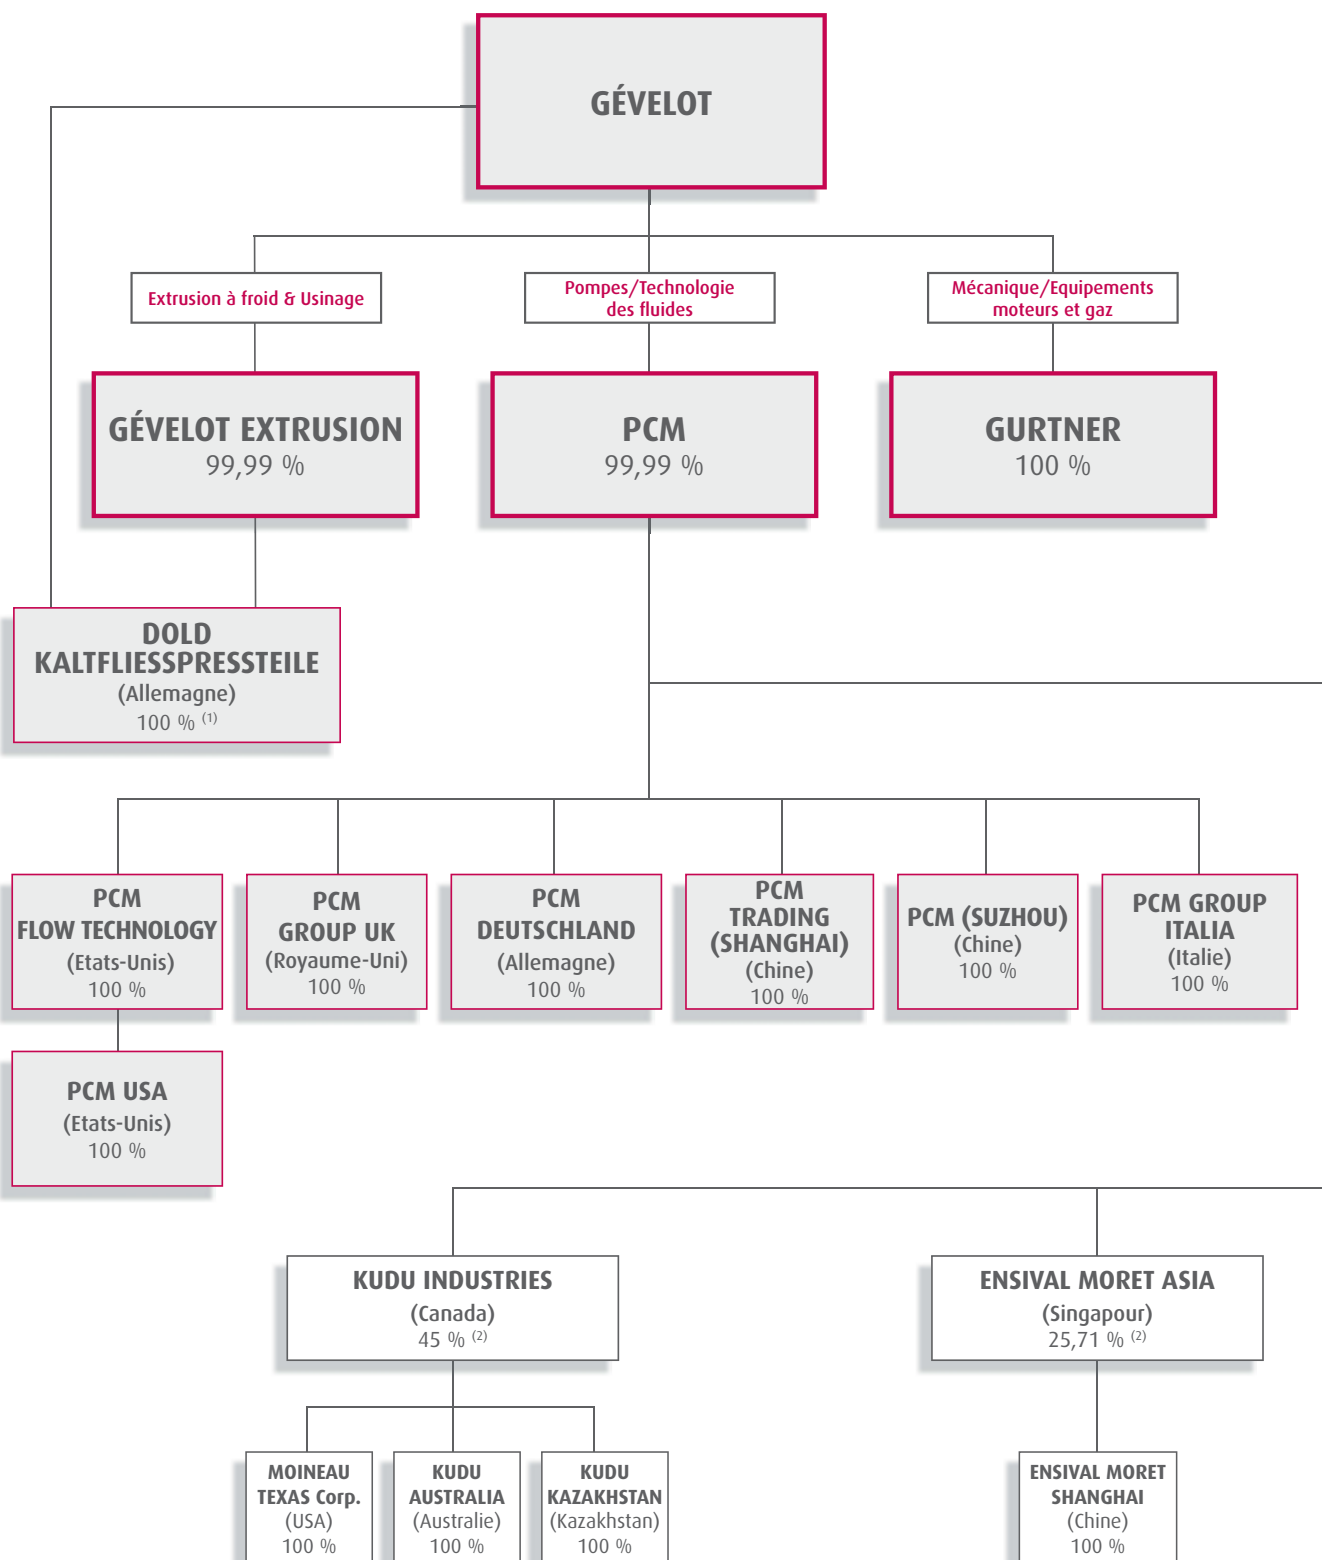 GÉVELOT
Extrusion à froid & Usinage
Pompes/Technologie
des fluides
Mécanique/Equipements
moteurs et gaz
GÉVELOT EXTRUSION
99,99 %
PCM
99,99 %
GURTNER
100 %
DOLD
KALTFLIESSPRESSTEILE
(Allemagne)
100 % (1)
PCM
FLOW TECHNOLOGY
(Etats-Unis)
100 %
PCM
GROUP UK
(Royaume-Uni)
100 %
PCM
DEUTSCHLAND
(Allemagne)
100 %
PCM
TRADING
(SHANGHAI)
(Chine)
100 %
PCM (SUZHOU)
(Chine)
100 %
PCM GROUP
ITALIA
(Italie)
100 %
PCM USA
(Etats-Unis)
100 %
KUDU INDUSTRIES
(Canada)
45 % (2)
ENSIVAL MORET ASIA
(Singapour)
25,71 % (2)
MOINEAU
TEXAS Corp.
(USA)
100 %
KUDU
AUSTRALIA
(Australie)
100 %
KUDU
KAZAKHSTAN
(Kazakhstan)
100 %
ENSIVAL MORET
SHANGHAI
(Chine)
100 %